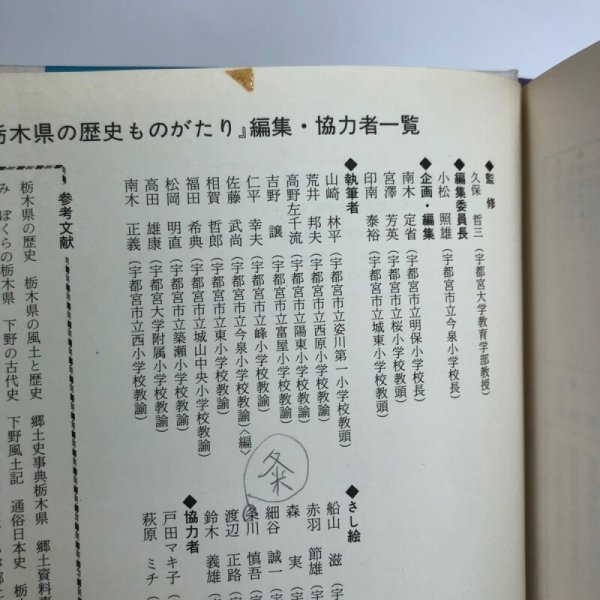 栃木県の歴史ものがたり』編集・協力者一覧
◆監修
久保 哲三(宇都宮大学教育学部教授)
◆編集委員長
小松 照雄(宇都宮市立今泉小学校長)
◆企画・編集
南木 定省(宇都宮市立明保小学校長)
宮澤 芳英(宇都宮市立桜小学校教頭)
印南 泰裕(宇都宮市立城東小学校教頭)
◆執筆者
山崎 林平(宇都宮市立姿川第一小学校教頭)
荒井 邦夫(宇都宮市立西原小学校教諭)
高野左千流(宇都宮市立陽東小学校教諭)
吉野 譲(宇都宮市立富屋小学校教諭)
仁平 幸夫(宇都宮市立峰小学校教諭)
佐藤 武尚(宇都宮市立今泉小学校教諭)〈編〉
相賀 哲郎(宇都宮市立東小学校教諭)
福田 希典(宇都宮市立城山中央小学校教諭)
松岡 明直(宇都宮市立簗瀬小学校教諭)
高田 雄康(宇都宮大学附属小学校教諭)
南木 正義(宇都宮市立西小学校教諭)
◆さし絵
船山 滋(宇
赤羽 節雄(宇
森 実(宇
細谷 誠一(宇
粂川 慎吾(宇
粂
渡辺 正路(宇
鈴木 義雄(宇
◆協力者
戸田マキ子(宇
萩原 ミチ(
参考文献
栃木県の歴史 栃木県の風土と歴史 郷土史事典栃木県 郷土資料事
み ぼくらの栃木県 下野の古代史 下野風土記 通俗日本史 栃